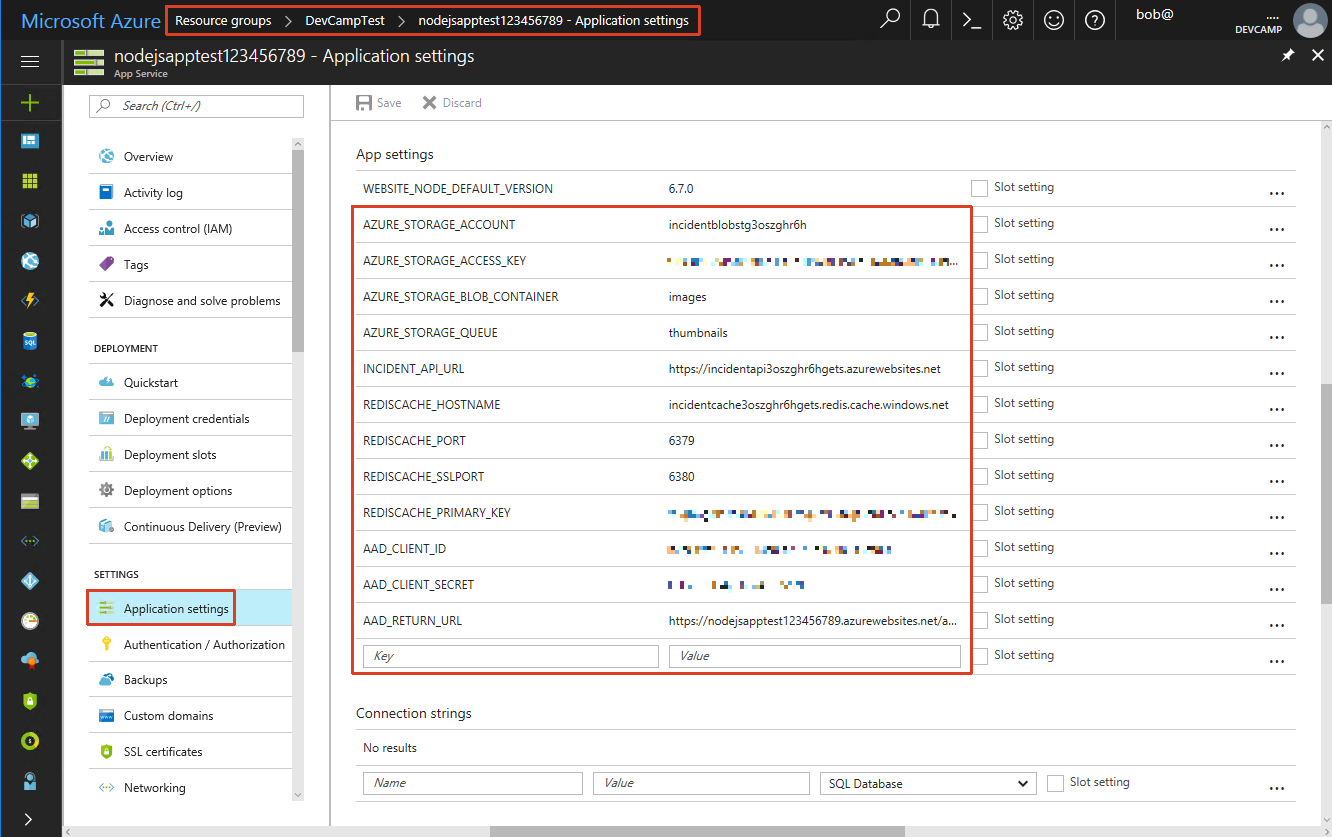 Microsoft Azure Resource groups > DevCampTest > nodejsapptest123456789 - Application settings bob@ ....
DEVCAMP
nodejsapptest123456789 - Application settings
App Service
Search (Ctrl+/)
Overview
Activity log
Access control (IAM)
Tags
Diagnose and solve problems
DEPLOYMENT
Quickstart
Deployment credentials
Deployment slots
Deployment options
Continuous Delivery (Preview)
SETTINGS
Application settings
Authentication / Authorization
Backups
Custom domains
SSL certificates
Networking
Save Discard
App settings
WEBSITE_NODE_DEFAULT_VERSION 6.7.0 Slot setting ...
AZURE_STORAGE_ACCOUNT incidentblobstg3oszghr6h Slot setting ...
AZURE_STORAGE_ACCESS_KEY ... Slot setting ...
AZURE_STORAGE_BLOB_CONTAINER images Slot setting ...
AZURE_STORAGE_QUEUE thumbnails Slot setting ...
INCIDENT_API_URL https://incidentapi3oszghr6hgets.azurewebsites.net Slot setting ...
REDISCACHE_HOSTNAME incidentcache3oszghr6hgets.redis.cache.windows.net Slot setting ...
REDISCACHE_PORT 6379 Slot setting ...
REDISCACHE_SSLPORT 6380 Slot setting ...
REDISCACHE_PRIMARY_KEY Slot setting ...
AAD_CLIENT_ID Slot setting ...
AAD_CLIENT_SECRET Slot setting ...
AAD_RETURN_URL https://nodejsapptest123456789.azurewebsites.net/a... Slot setting ...
Key Value Slot setting ...
Connection strings
No results
Name Value SQL Database Slot setting ...